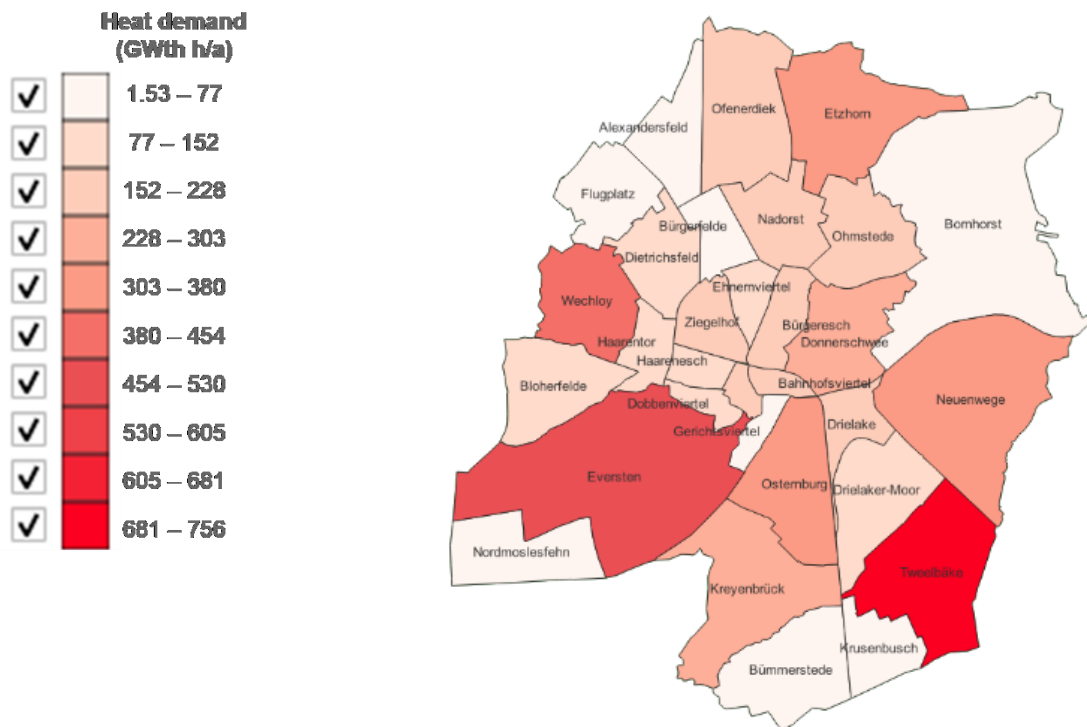 Heat demand
(GWth h/a)
1.53 – 77
77 – 152
152 – 228
228 – 303
303 – 380
380 – 454
454 – 530
530 – 605
605 – 681
681 – 756
Ofenerdiek
Etzhorn
Alexandersfeld
Flugplatz
Nadorst
Bürgerfelde
Ohmstede
Bornhorst
Dietrichsfeld
Ehnernviertel
Wechloy
Ziegelhof
Bürgeresch
Haarentor
Donnerschwee
Haarenesch
Bloherfelde
Bahnhofsviertel
Neuenwege
Dobbenviertel
Drielake
Gerichtsviertel
Eversten
Osternburg
Drielaker-Moor
Nordmoslesfehn
Tweelbäke
Kreyenbrück
Krusenbusch
Bümmerstede